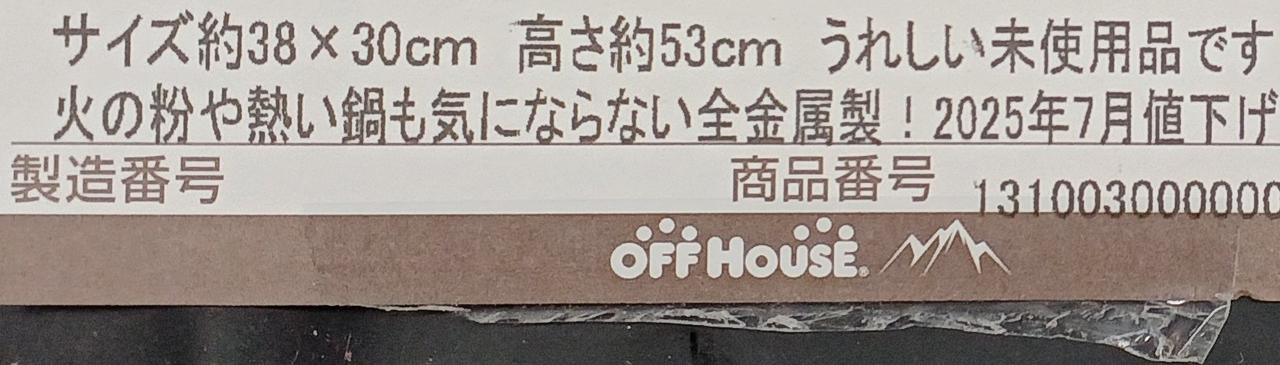 サイズ約38×30cm 高さ約53cm うれしい未使用品です
火の粉や熱い鍋も気にならない全金属製！2025年7月値下げ
製造番号 商品番号 131003000000
OFF HOUSE®